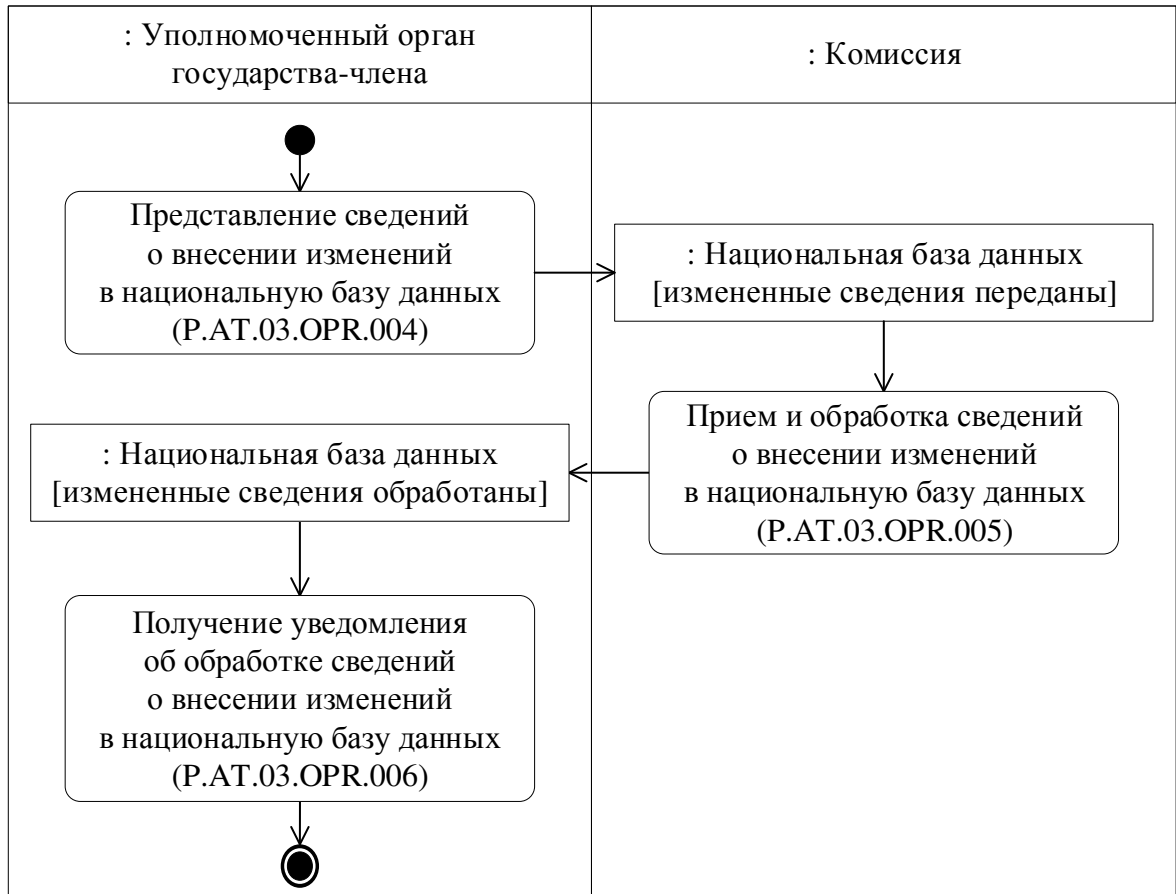 : Уполномоченный орган
государства-члена
: Комиссия
Представление сведений
о внесении изменений
в национальную базу данных
(P.AT.03.OPR.004)
: Национальная база данных
[измененные сведения переданы]
Прием и обработка сведений
о внесении изменений
в национальную базу данных
(P.AT.03.OPR.005)
: Национальная база данных
[измененные сведения обработаны]
Получение уведомления
об обработке сведений
о внесении изменений
в национальную базу данных
(P.AT.03.OPR.006)